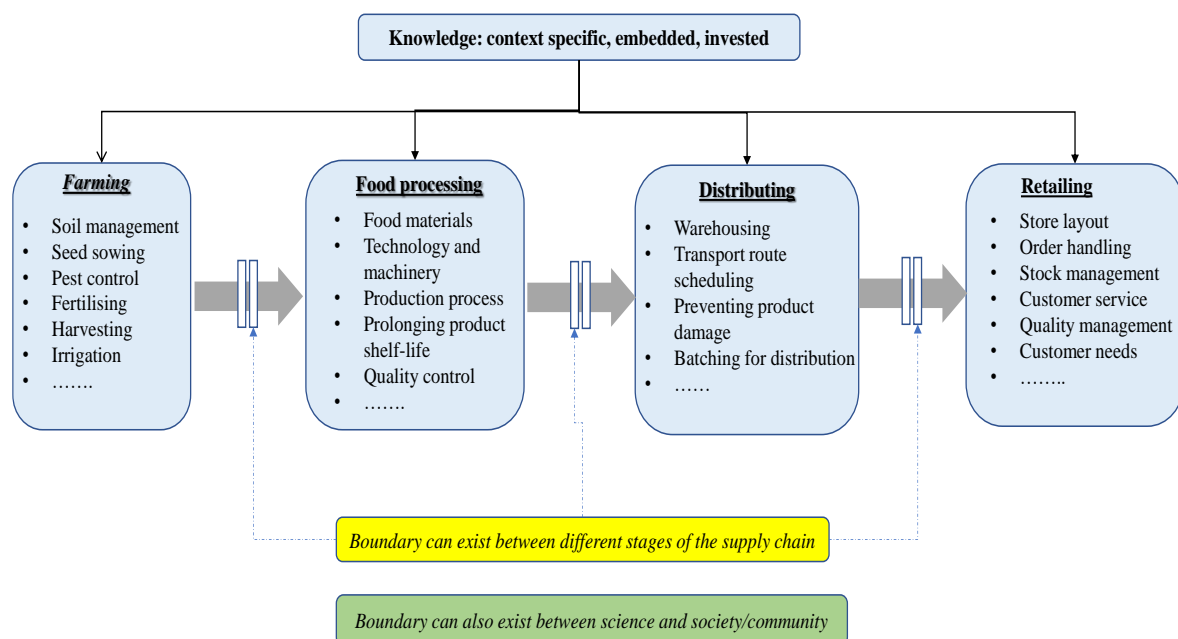 Knowledge: context specific, embedded, invested
Farming
• Soil management
• Seed sowing
• Pest control
• Fertilising
• Harvesting
• Irrigation
• …….
Food processing
• Food materials
• Technology and
machinery
• Production process
• Prolonging product
shelf-life
• Quality control
• …….
Distributing
• Warehousing
• Transport route
scheduling
• Preventing product
damage
• Batching for distribution
• ……
Retailing
• Store layout
• Order handling
• Stock management
• Customer service
• Quality management
• Customer needs
• ……..
Boundary can exist between different stages of the supply chain
Boundary can also exist between science and society/community